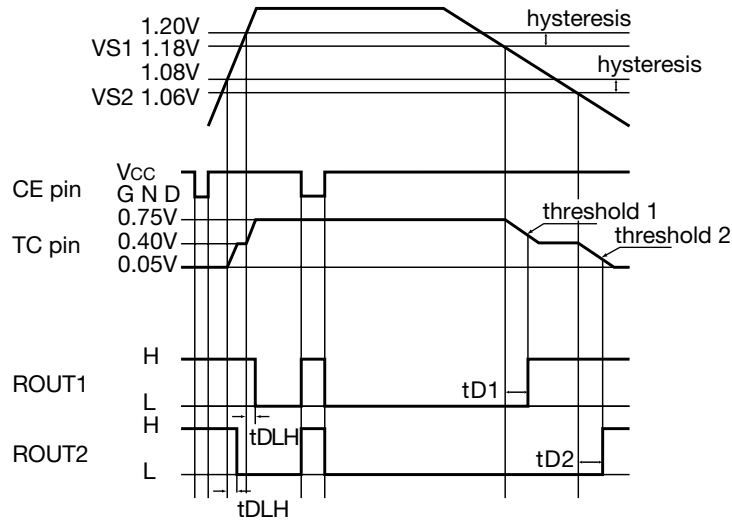 1.20V
hysteresis
VS1 1.18V
1.08V
hysteresis
VS2 1.06V
VCC
CE pin
G N D
0.75V
threshold 1
TC pin
0.40V
threshold 2
0.05V
H
ROUT1
tD1
L
H
tDLH
ROUT2
tD2
L
tDLH